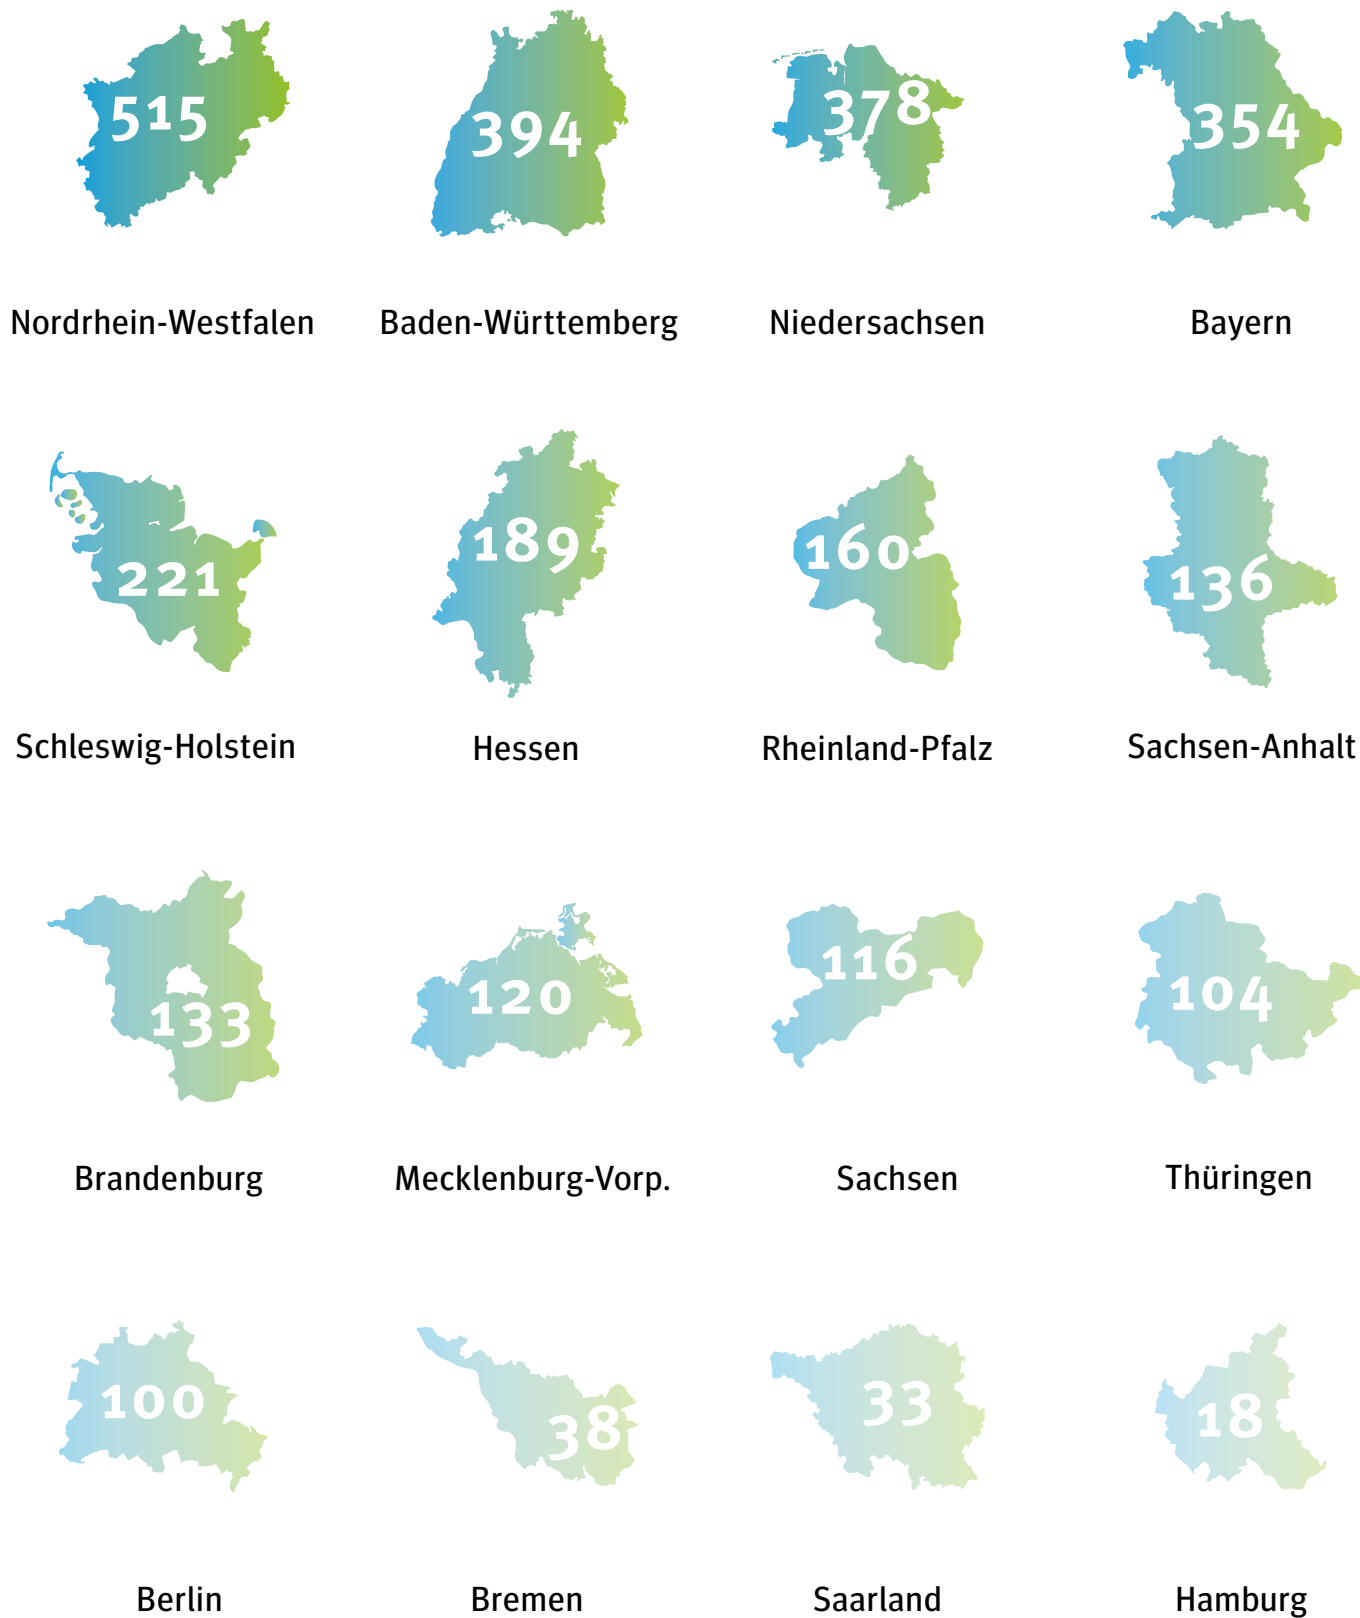 515
394
378
354
Nordrhein-Westfalen
Baden-Württemberg
Niedersachsen
Bayern
221
189
160
136
Schleswig-Holstein
Hessen
Rheinland-Pfalz
Sachsen-Anhalt
133
120
116
104
Brandenburg
Mecklenburg-Vorp.
Sachsen
Thüringen
100
38
33
18
Berlin
Bremen
Saarland
Hamburg